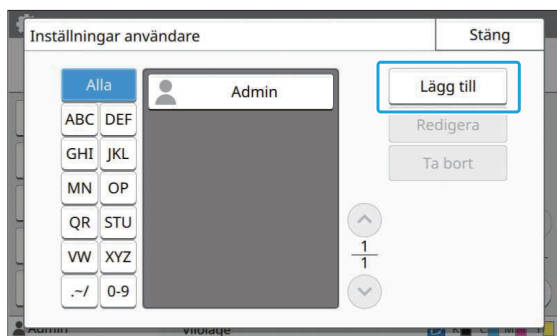 Inställningar användare
Stäng
Alla
ABC DEF
GHI JKL
MN OP
QR STU
VW XYZ
.~/ 0-9
Admin
Lägg till
Redigera
Ta bort
1
1
Admin Viloläge K C M Y